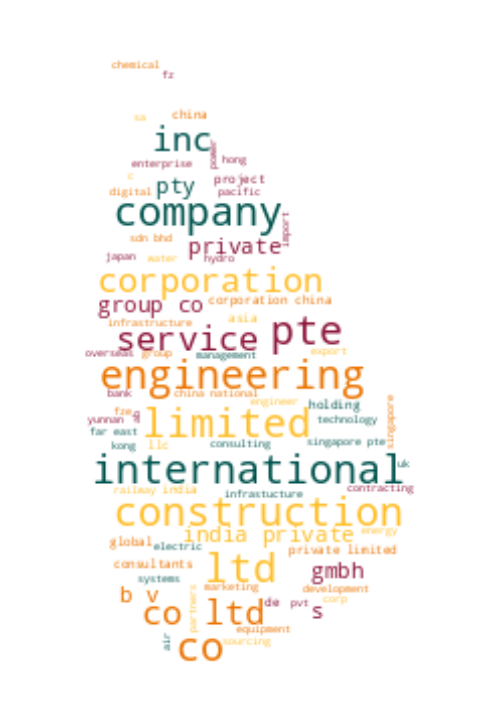 chemical
fz
sa china
inc
power
enterprise hong
c project
digital pty pacific
company
import
sdn bhd private
japan water hydro
corporation
group co corporation china
infrastructure asia
service pte
overseas group management export
engineering
bank china national
engineer holding
fze limited technology
yunnan
singapore
far east
kong llc consulting singapore pte
international uk
railway india infrastucture contracting
construction
india private energy
global electric private limited
consultants ltd gmbh
systems
marketing development
b v partners de pvt corp
co ltd s
equipment
air co sourcing